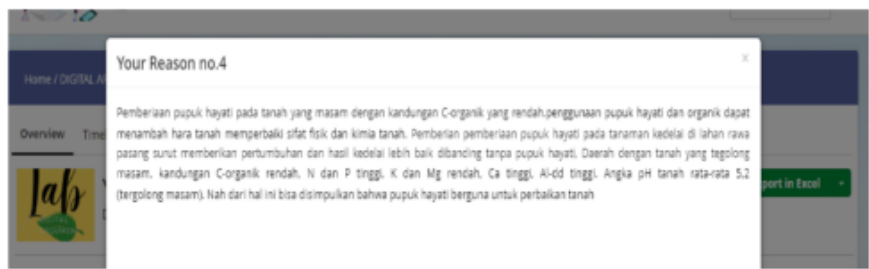 Your Reason no.4
x
Home / DIGITAL
Pemberiaan pupuk hayati pada tanah yang masam dengan kandungan C-organik yang rendah.penggunaan pupuk hayati dan organik dapat
Overview
menambah hara tanah memperbaiki sifat fisik dan kimia tanah. Pemberian pemberiaan pupuk hayati pada tanaman kedelai di lahan rawa
pasang surut memberikan pertumbuhan dan hasil kedelai lebih baik dibanding tanpa pupuk hayati, Daerah dengan tanah yang tegolong
masam, kandungan C-organik rendah, N dan P tinggi, K dan Mg rendah, Ca tinggi, Al-dd tinggi. Angka pH tanah rata-rata 5,2
(tergolong masam). Nah dari hal ini bisa disimpulkan bahwa pupuk hayati berguna untuk perbaikan tanah
Lab
port in Excel